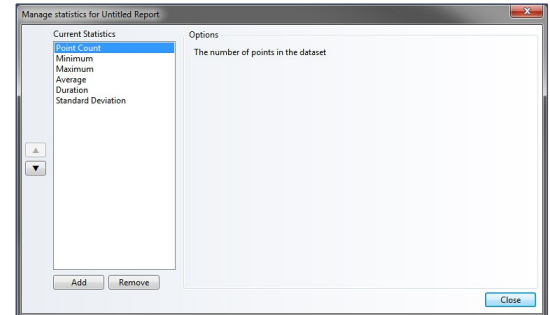 Manage statistics for Untitled Report
Current Statistics
Point Count
Minimum
Maximum
Average
Duration
Standard Deviation
Add
Remove
Options
The number of points in the dataset
Close